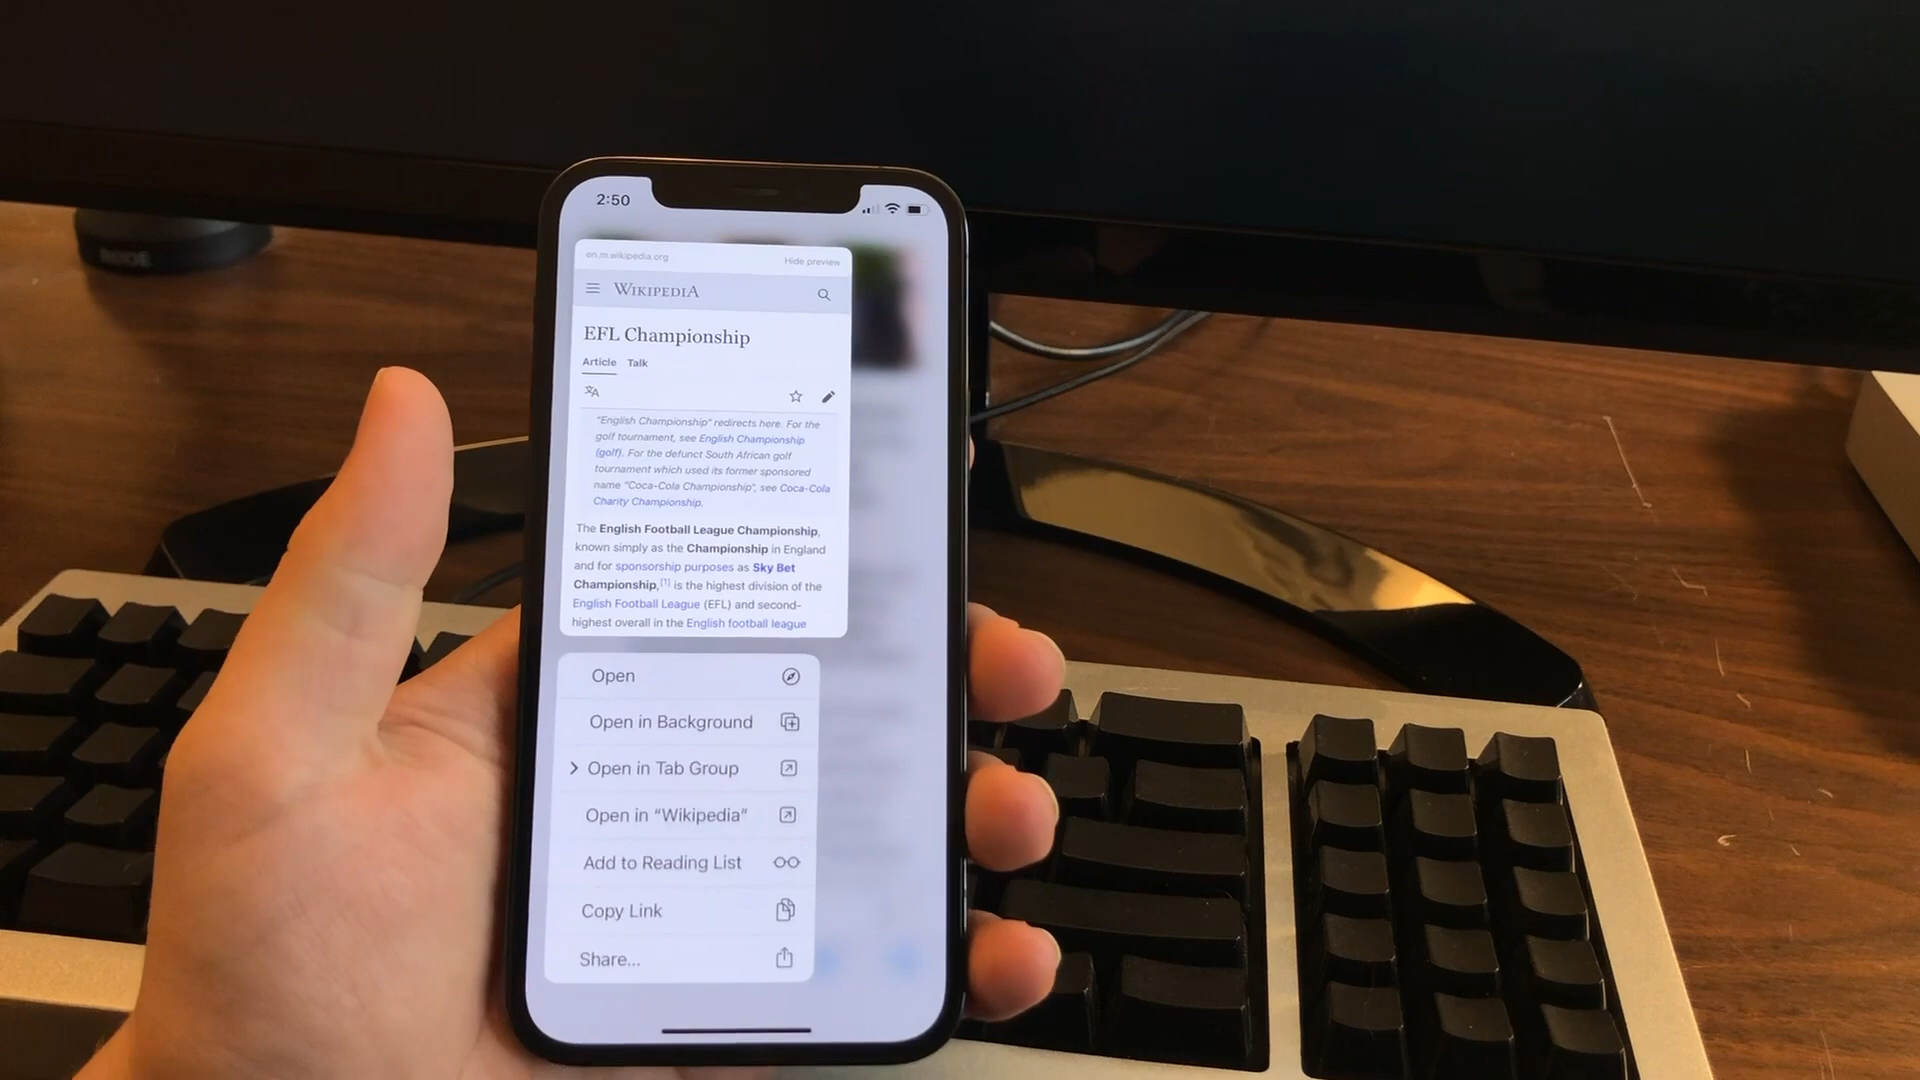 2:50
en.m.wikipedia.org Hide preview
WIKIPEDIA
EFL Championship
Article Talk
"English Championship" redirects here. For the
golf tournament, see English Championship
(golf). For the defunct South African golf
tournament which used its former sponsored
name "Coca-Cola Championship", see Coca-Cola
Charity Championship.
The English Football League Championship,
known simply as the Championship in England
and for sponsorship purposes as Sky Bet
Championship,[1] is the highest division of the
English Football League (EFL) and second-
highest overall in the English football league
Open
Open in Background
Open in Tab Group
Open in “Wikipedia”
Add to Reading List
Copy Link
Share...